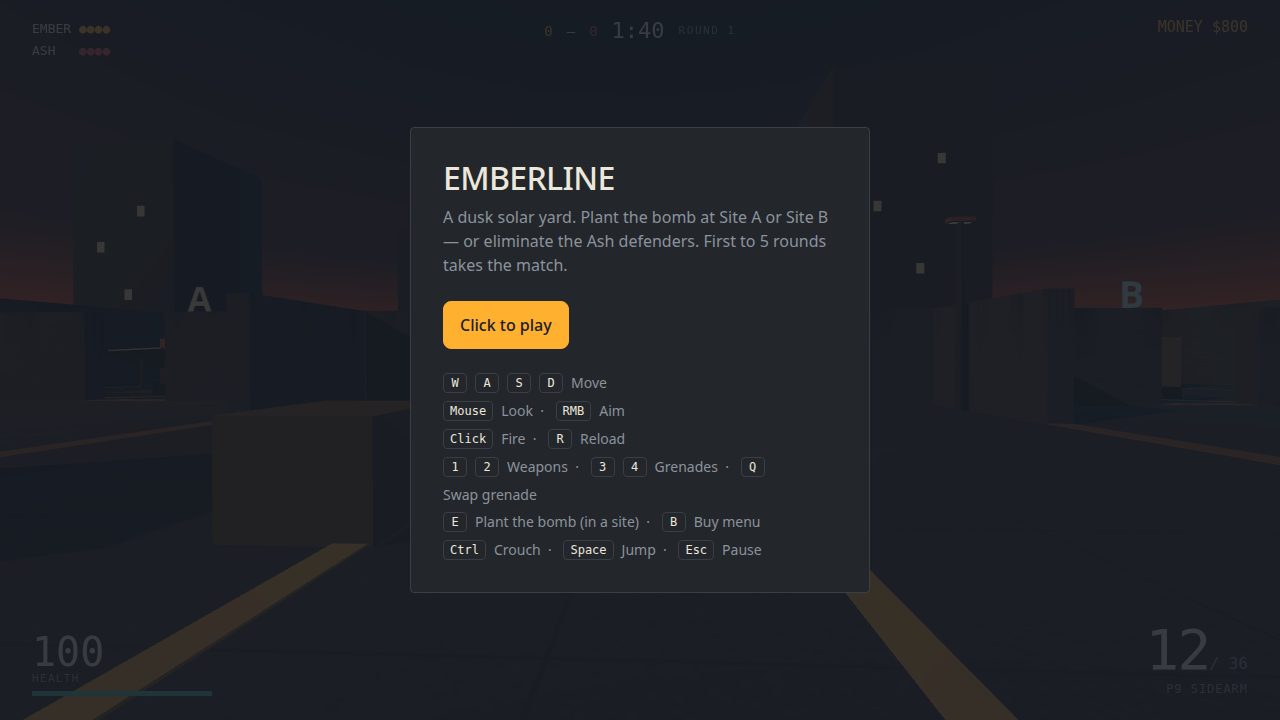 EMBER
ASH
0 — 0 1:40 ROUND 1
MONEY $800
A
B
EMBERLINE
A dusk solar yard. Plant the bomb at Site A or Site B
— or eliminate the Ash defenders. First to 5 rounds
takes the match.
Click to play
W A S D Move
Mouse Look · RMB Aim
Click Fire · R Reload
1 2 Weapons · 3 4 Grenades · Q
Swap grenade
E Plant the bomb (in a site) · B Buy menu
Ctrl Crouch · Space Jump · Esc Pause
100
HEALTH
12 / 36
P9 SIDEARM